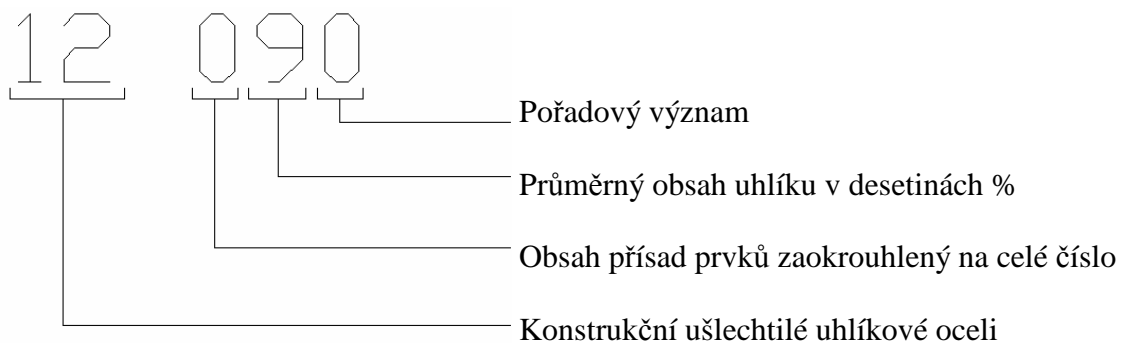 12 090
Pořadový význam
Průměrný obsah uhlíku v desetinách %
Obsah přísad prvků zaokrouhlený na celé číslo
Konstrukční ušlechtilé uhlíkové oceli